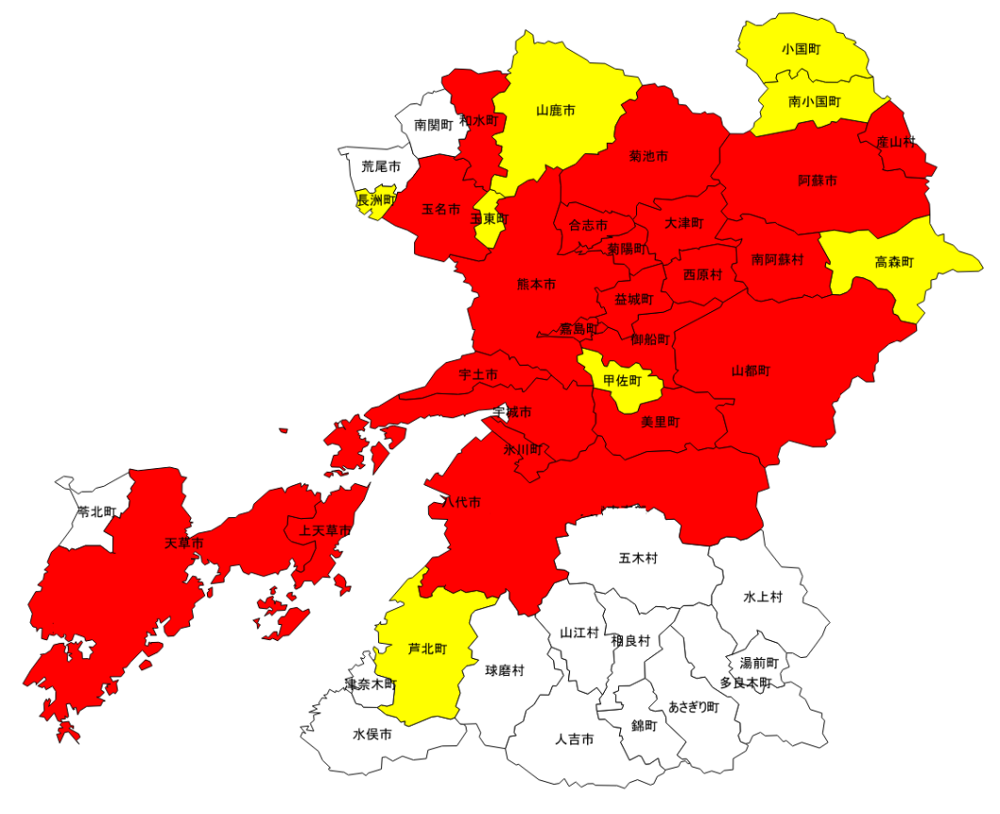 小国町
南小国町
山鹿市
和水町
南関町
産山村
菊池市
荒尾市
阿蘇市
長洲町
玉名市
玉東町
合志市
大津町
菊陽町
南阿蘇村
高森町
西原村
熊本市
益城町
嘉島町
御船町
山都町
宇土市
甲佐町
宇城市
美里町
氷川町
八代市
苓北町
上天草市
天草市
五木村
水上村
山江村
相良村
芦北町
湯前町
球磨村
多良木町
津奈木町
あさぎり町
錦町
水俣市
人吉市